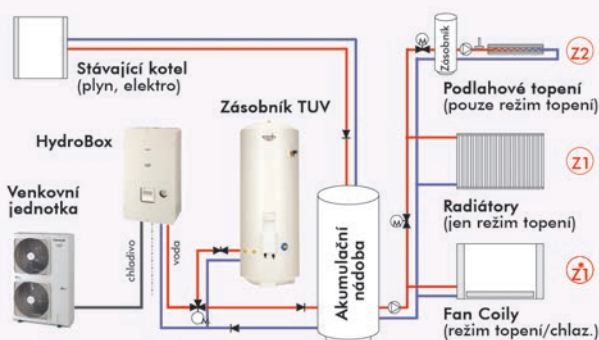 Stávající kotel
(plyn, elektro)
Zásobník TUV
HydroBox
Venkovní
jednotka
chladivo
voda
Akumulační
nádoba
M
M
Zásobník
Z2
Podlahové topení
(pouze režim topení)
Z1
Radiátory
(jen režim topení)
Z1*
Fan Coily
(režim topení/chlaz.)